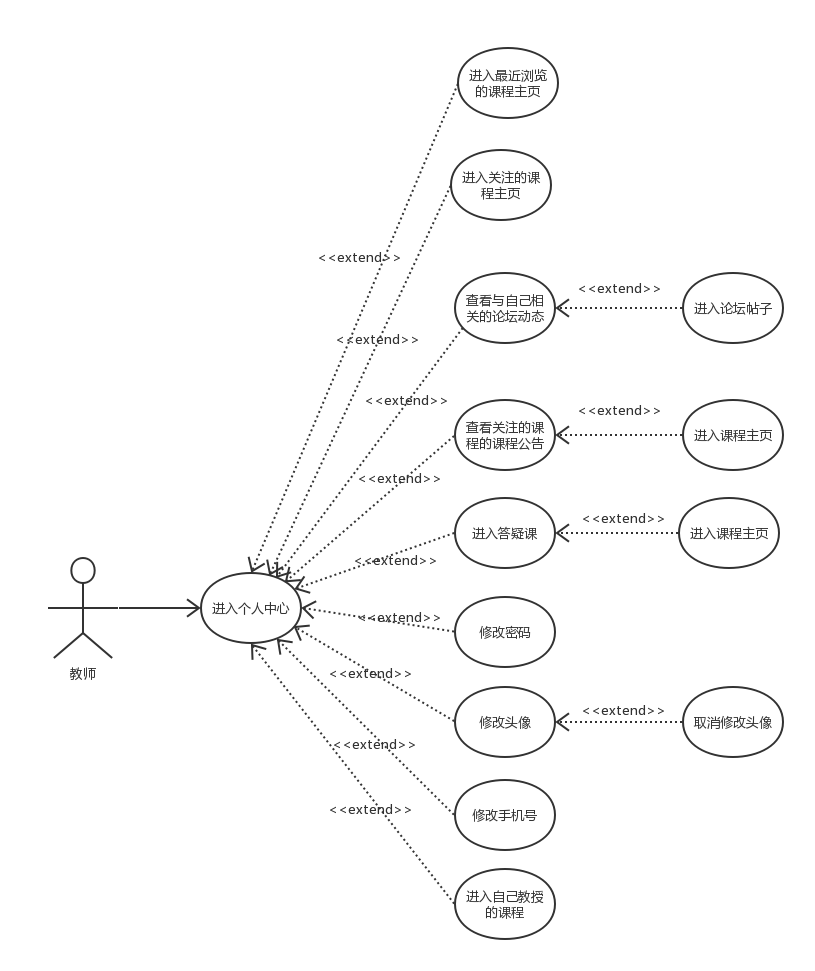 进入最近浏览
的课程主页
进入关注的课
程主页
<<extend>>
<<extend>>
查看与自己相
关的论坛动态
<<extend>>
进入论坛帖子
<<extend>>
查看关注的课
程的课程公告
<<extend>>
进入课程主页
<<extend>>
进入答疑课
<<extend>>
进入课程主页
<<extend>>
进入个人中心
<<extend>>
修改密码
教师
<<extend>>
修改头像
<<extend>>
取消修改头像
<<extend>>
修改手机号
<<extend>>
进入自己教授
的课程